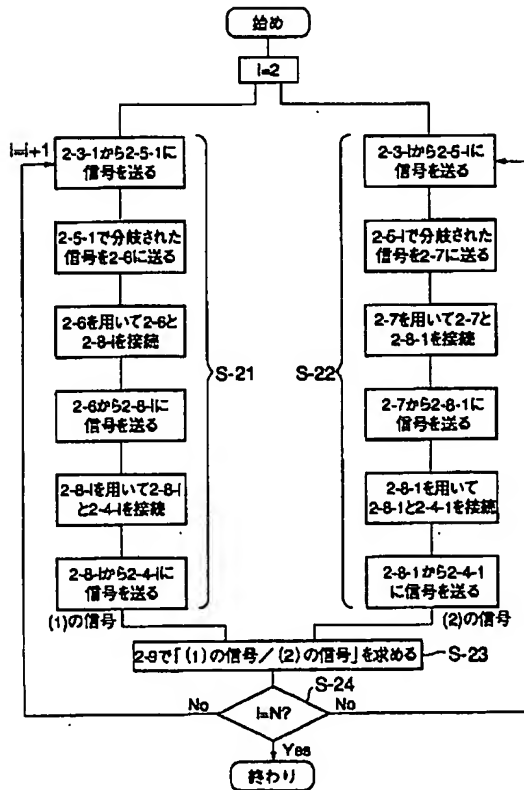 始め
i=2
i=i+1
2-3-1から2-5-1に
信号を送る
2-5-1で分岐された
信号を2-6に送る
2-6を用いて2-6と
2-8-iを接続
2-6から2-8-iに
信号を送る
2-8-iを用いて2-8-i
と2-4-iを接続
2-8-iから2-4-iに
信号を送る
(1)の信号
S-21
2-3-iから2-5-iに
信号を送る
2-5-iで分岐された
信号を2-7に送る
2-7を用いて2-7と
2-8-1を接続
2-7から2-8-1に
信号を送る
2-8-1を用いて
2-8-1と2-4-1を接続
2-8-1から2-4-1
に信号を送る
(2)の信号
S-22
2-9で「(1)の信号/(2)の信号」を求める
S-23
S-24
No
i=N?
No
Yes
終わり